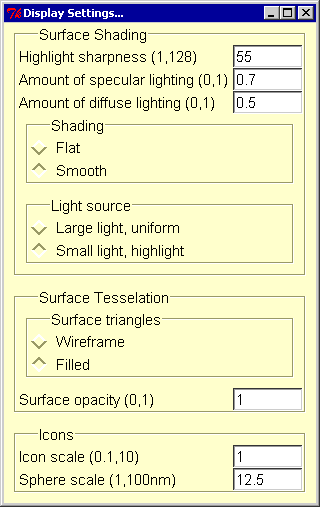 Display Settings...
Surface Shading
Highlight sharpness (1,128) 55
Amount of specular lighting (0,1) 0.7
Amount of diffuse lighting (0,1) 0.5
Shading
Flat
Smooth
Light source
Large light, uniform
Small light, highlight
Surface Tesselation
Surface triangles
Wireframe
Filled
Surface opacity (0,1) 1
Icons
Icon scale (0.1,10) 1
Sphere scale (1,100nm) 12.5